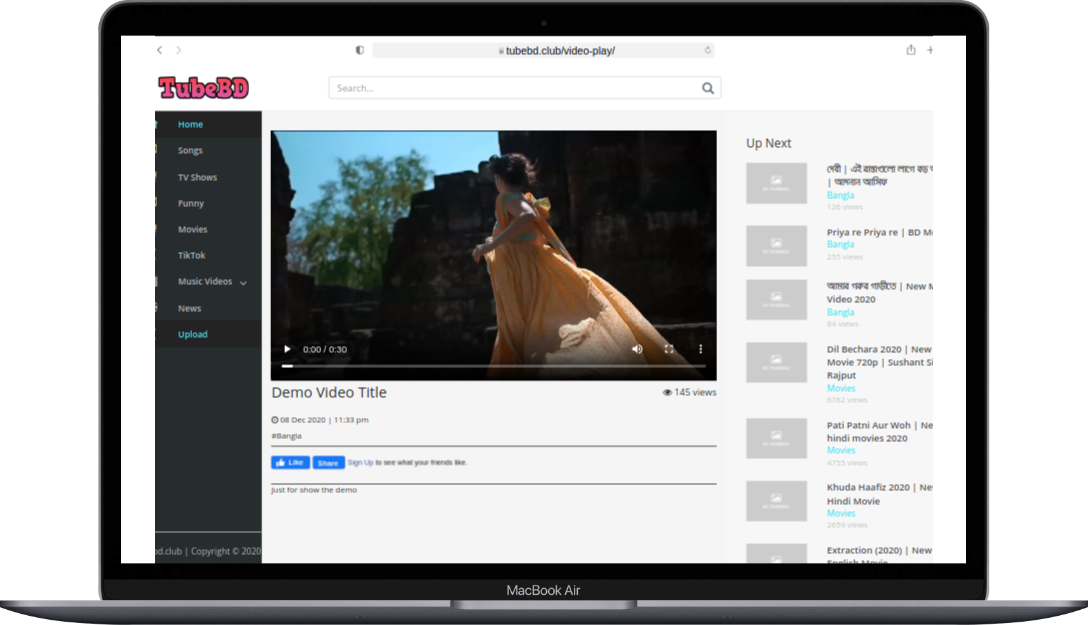 tubebd.club/video-play/
TubeBD
Search...
Home
Songs
TV Shows
Funny
Movies
TikTok
Music Videos
News
Upload
bd.club | Copyright © 2020
0:00 / 0:30
Demo Video Title
145 views
08 Dec 2020 | 11:33 pm
#Bangla
Like
Share
Sign Up to see what your friends like.
Just for show the demo
Up Next
দেবী | এই রাস্তাগুলো লাগে বড়
| আদনান আসিফ
Bangla
126 views
Priya re Priya re | BD M
Bangla
255 views
আমার গরুর গাড়ীতে | New M
Video 2020
Bangla
84 views
Dil Bechara 2020 | New
Movie 720p | Sushant Si
Rajput
Movies
6762 views
Pati Patni Aur Woh | Ne
hindi movies 2020
Movies
4755 views
Khuda Haafiz 2020 | Ne
Hindi Movie
Movies
2659 views
Extraction (2020) | New
English Movie
MacBook Air